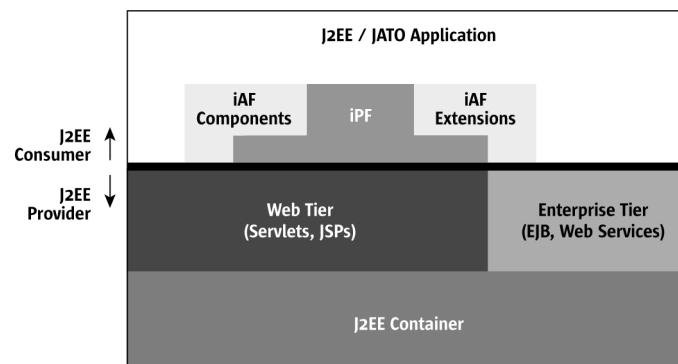 J2EE / JATO Application
iAF
Components
iPF
iAF
Extensions
J2EE
Consumer
J2EE
Provider
Web Tier
(Servlets, JSPs)
Enterprise Tier
(EJB, Web Services)
J2EE Container